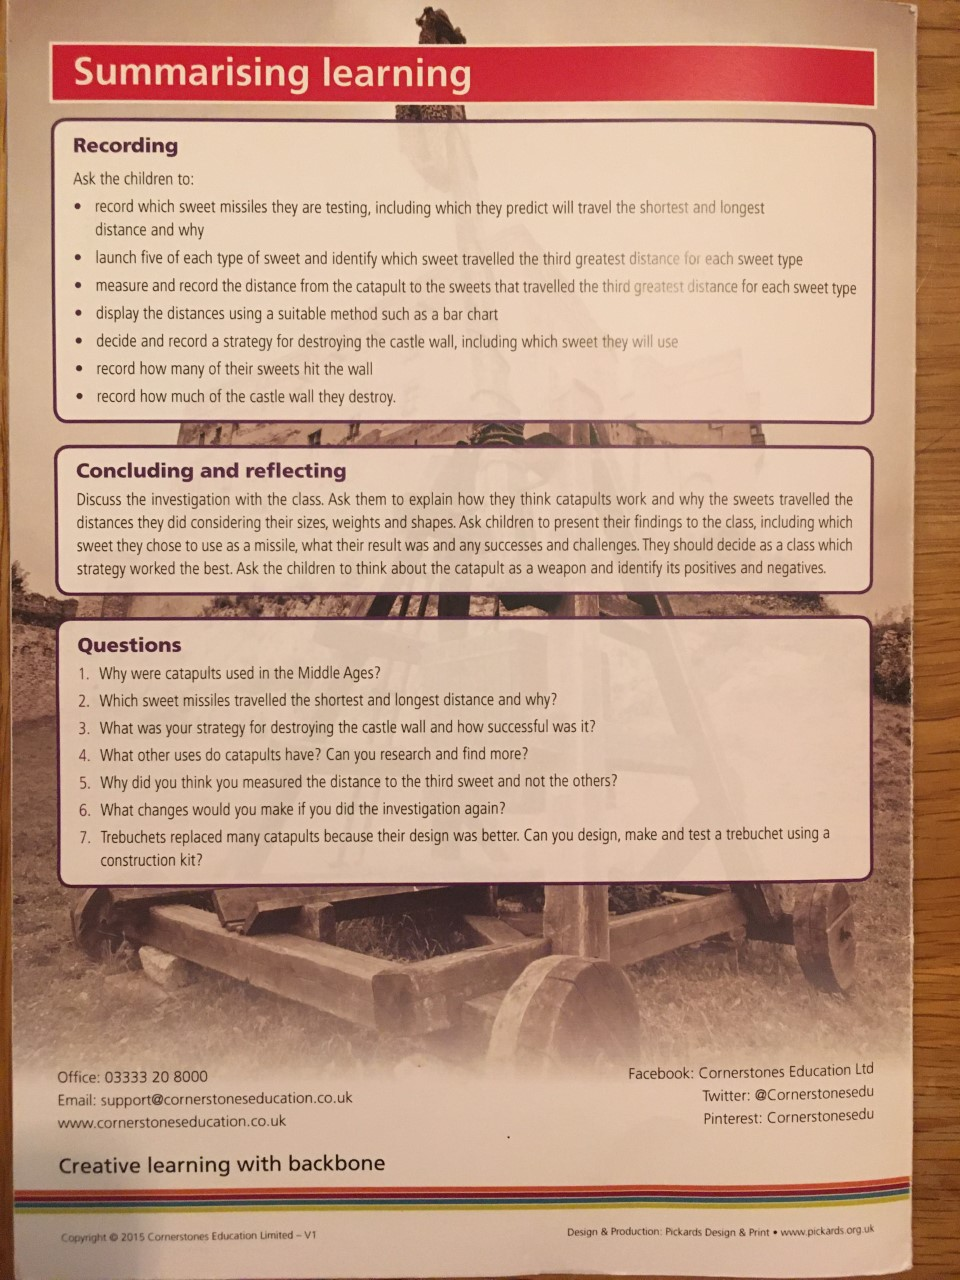 Summarising learning
Recording
Ask the children to:
• record which sweet missiles they are testing, including which they predict will travel the shortest and longest
distance and why
• launch five of each type of sweet and identify which sweet travelled the third greatest distance for each sweet type
• measure and record the distance from the catapult to the sweets that travelled the third greatest distance for each sweet type
• display the distances using a suitable method such as a bar chart
• decide and record a strategy for destroying the castle wall, including which sweet they will use
• record how many of their sweets hit the wall
• record how much of the castle wall they destroy.
Concluding and reflecting
Discuss the investigation with the class. Ask them to explain how they think catapults work and why the sweets travelled the
distances they did considering their sizes, weights and shapes. Ask children to present their findings to the class, including which
sweet they chose to use as a missile, what their result was and any successes and challenges. They should decide as a class which
strategy worked the best. Ask the children to think about the catapult as a weapon and identify its positives and negatives.
Questions
1. Why were catapults used in the Middle Ages?
2. Which sweet missiles travelled the shortest and longest distance and why?
3. What was your strategy for destroying the castle wall and how successful was it?
4. What other uses do catapults have? Can you research and find more?
5. Why did you think you measured the distance to the third sweet and not the others?
6. What changes would you make if you did the investigation again?
7. Trebuchets replaced many catapults because their design was better. Can you design, make and test a trebuchet using a
construction kit?
Office: 03333 20 8000
Email: support@cornerstoneseducation.co.uk
www.cornerstoneseducation.co.uk
Facebook: Cornerstones Education Ltd
Twitter: @Cornerstonesedu
Pinterest: Cornerstonesedu
Creative learning with backbone
Copyright © 2015 Cornerstones Education Limited – V1
Design & Production: Pickards Design & Print • www.pickards.org.uk